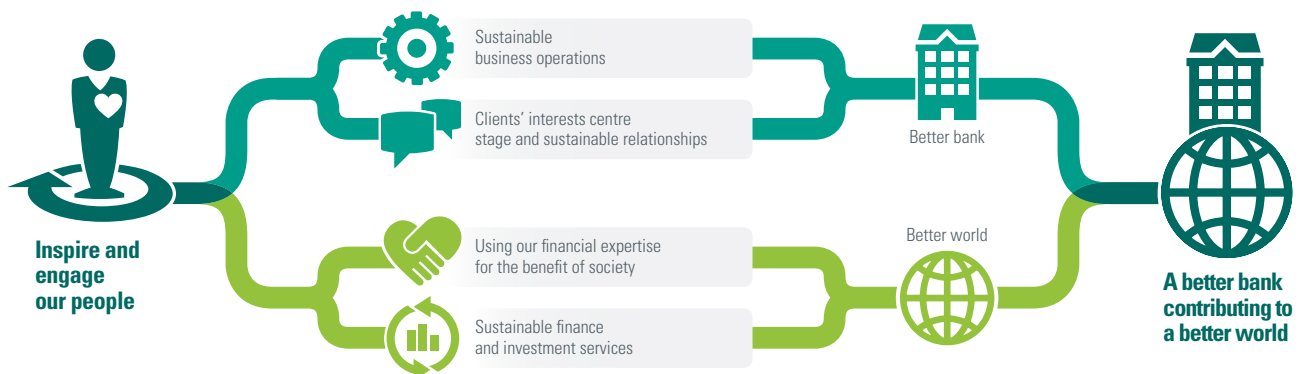 Inspire and
engage
our people
Sustainable
business operations
Clients' interests centre
stage and sustainable relationships
Using our financial expertise
for the benefit of society
Sustainable finance
and investment services
Better bank
Better world
A better bank
contributing to
a better world